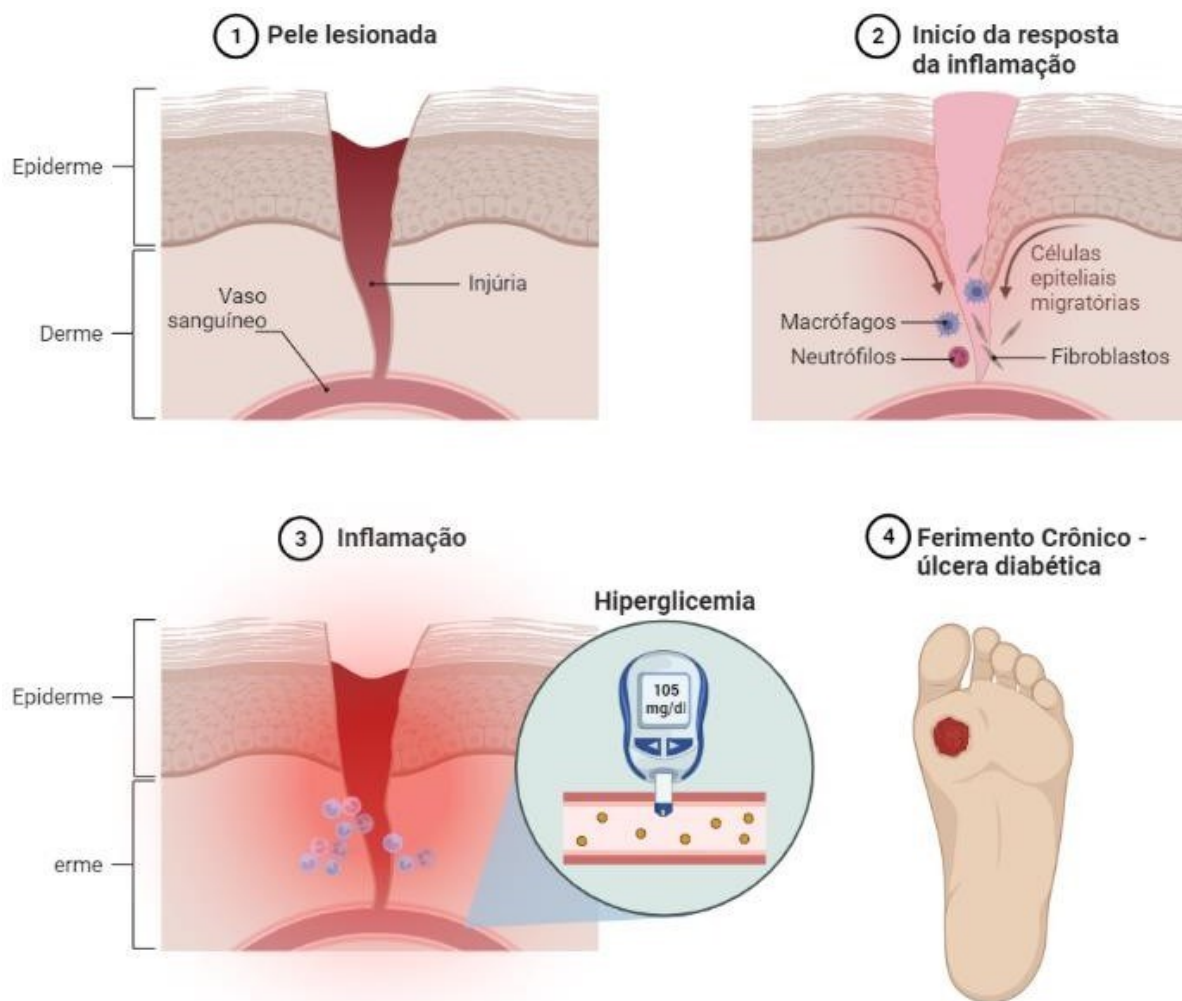 1 Pele lesionada
Epiderme
Derme
Vaso
sanguíneo
Injúria
2 Inicío da resposta
da inflamação
Células
epiteliais
migratórias
Macrófagos
Neutrófilos
Fibroblastos
3 Inflamação
Epiderme
erme
Hiperglicemia
105
mg/dl
4 Ferimento Crônico -
úlcera diabética